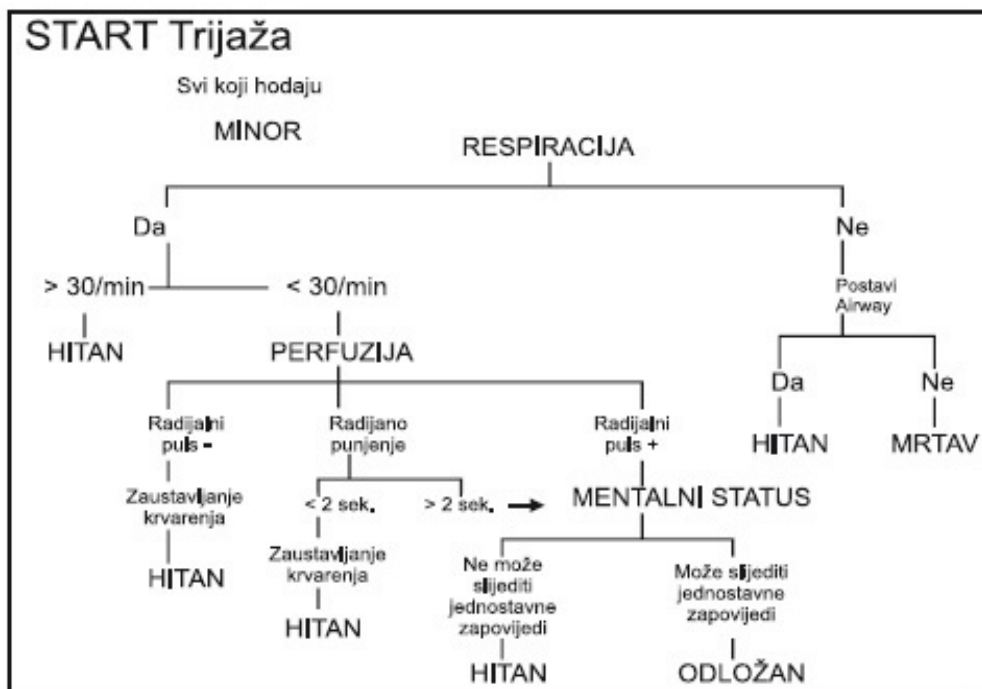 START Trijaža
Svi koji hodaju
MINOR
RESPIRACIJA
Da
Ne
> 30/min
< 30/min
Postavi
Airway
HITAN
PERFUZIJA
Da
Ne
HITAN
MRTAV
Radijalni
puls -
Radijano
punjenje
Radijalni
puls +
Zaustavljanje
krvarenja
< 2 sek.
> 2 sek.
MENTALNI STATUS
HITAN
Zaustavljanje
krvarenja
HITAN
Ne može
slijediti
jednostavne
zapovijedi
Može slijediti
jednostavne
zapovijedi
HITAN
ODLOŽAN